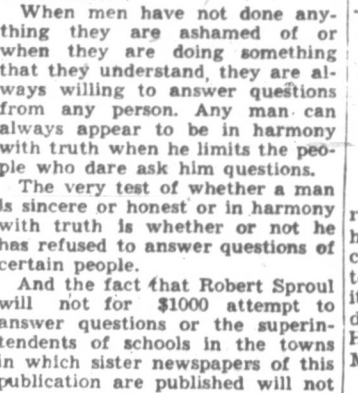 When men have not done any-
thing they are ashamed of or
when they are doing something
that they understand, they are al-
ways willing to answer questions
from any person. Any man can
always appear to be in harmony
with truth when he limits the peo-
ple who dare ask him questions.
The very test of whether a man
is sincere or honest or in harmony
with truth is whether or not he
has refused to answer questions of
certain people.
And the fact that Robert Sproul
will not for $1000 attempt to
answer questions or the superin-
tendents of schools in the towns
in which sister newspapers of this
publication are published will not